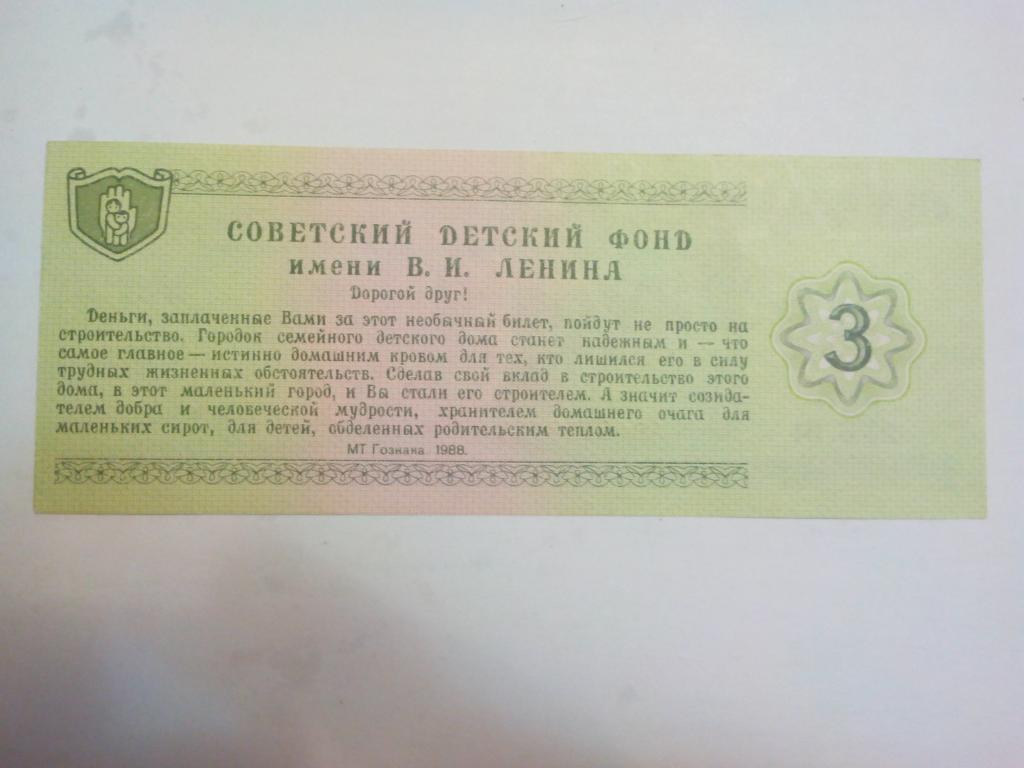 СОВЕТСКИЙ ДЕТСКИЙ ФОНД
имени В. И. ЛЕНИНА
Дорогой друг!
Деньги, заплаченные Вами за этот необычный билет, пойдут не просто на
строительство. Городок семейного детского дома станет надежным и — что
самое главное — истинно домашним кровом для тех, кто лишился его в силу
трудных жизненных обстоятельств. Сделав свой вклад в строительство этого
дома, в этот маленький город, и Вы стали его строителем. А значит созида-
телем добра и человеческой мудрости, хранителем домашнего очага для
маленьких сирот, для детей, обделенных родительским теплом.
МТ Гознака 1988.
3